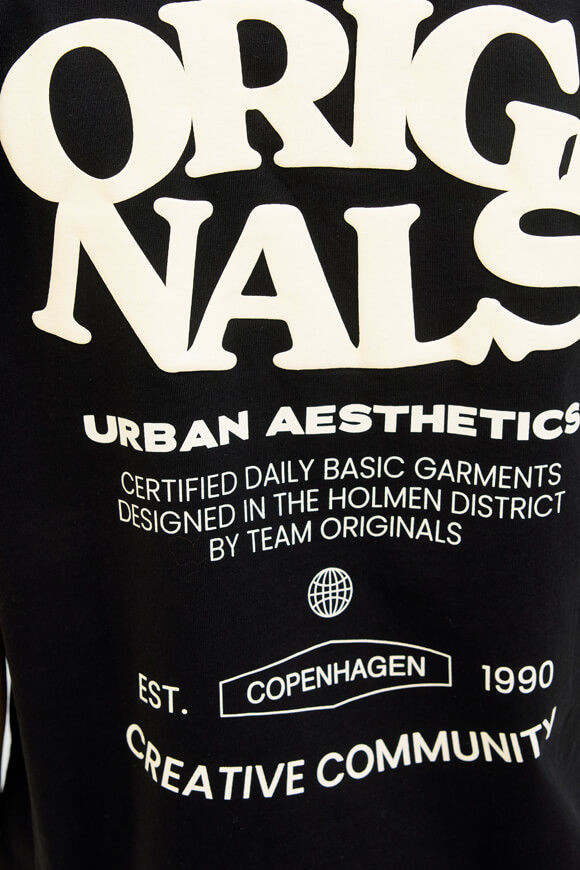 ORIGI
NALS
URBAN AESTHETICS
CERTIFIED DAILY BASIC GARMENTS
DESIGNED IN THE HOLMEN DISTRICT
BY TEAM ORIGINALS
EST. COPENHAGEN 1990
CREATIVE COMMUNITY